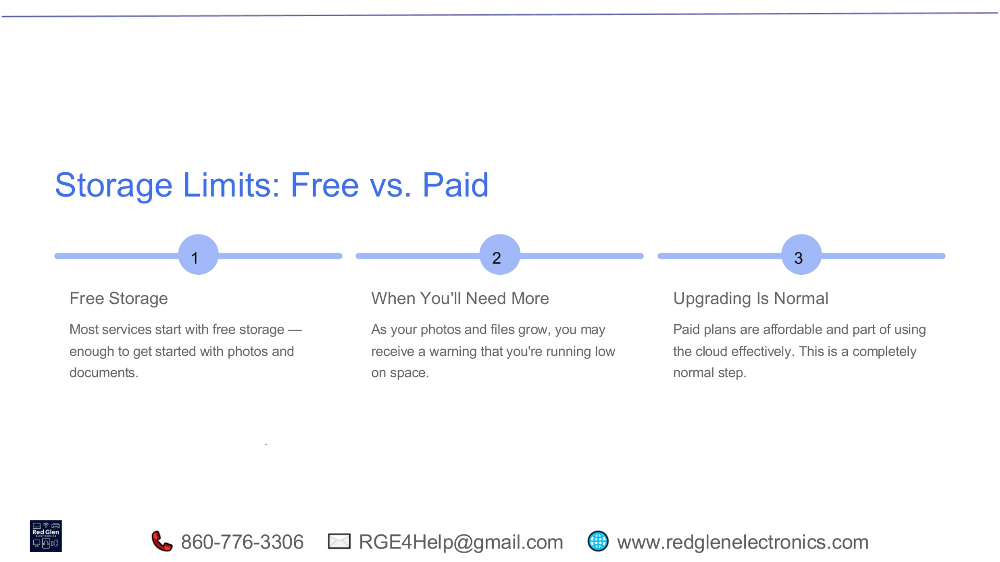 Storage Limits: Free vs. Paid
1
Free Storage
Most services start with free storage —
enough to get started with photos and
documents.
2
When You'll Need More
As your photos and files grow, you may
receive a warning that you're running low
on space.
3
Upgrading Is Normal
Paid plans are affordable and part of using
the cloud effectively. This is a completely
normal step.
.
Red Glen
ELECTRONICS
860-776-3306
RGE4Help@gmail.com
www.redglenelectronics.com